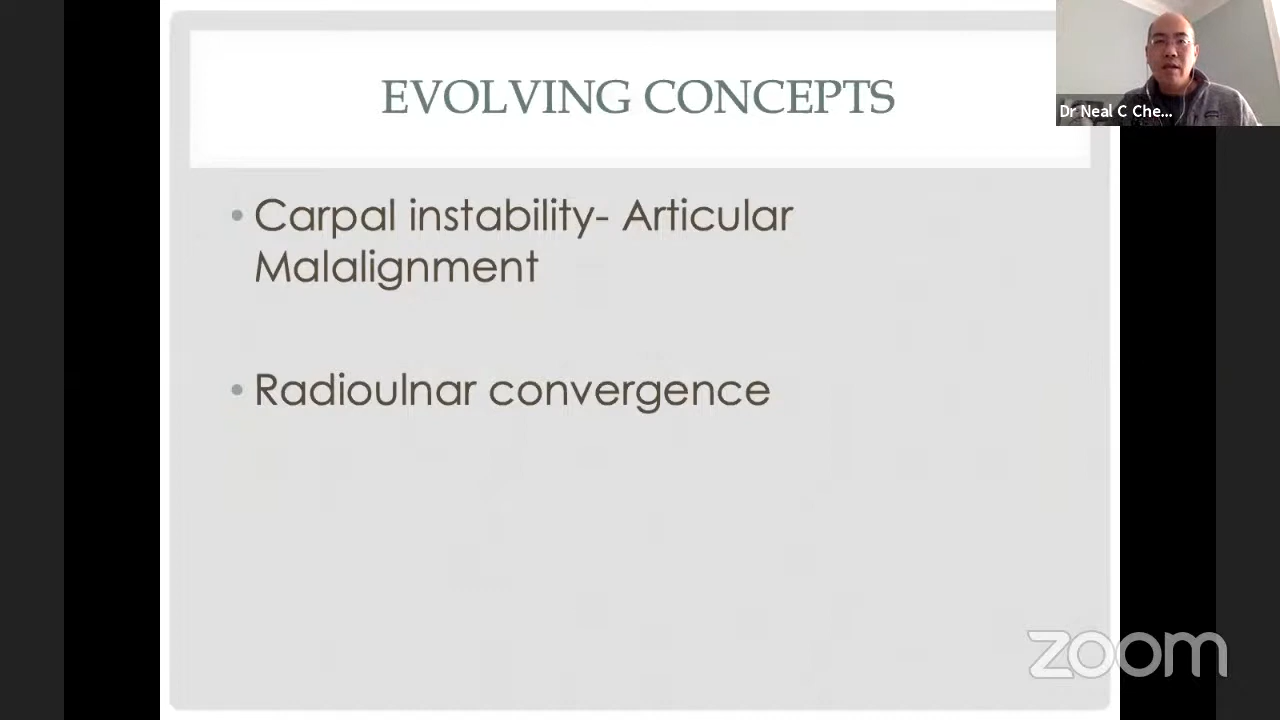 EVOLVING CONCEPTS
Dr Neal C Che...
• Carpal instability- Articular
Malalignment
• Radioulnar convergence
zoom